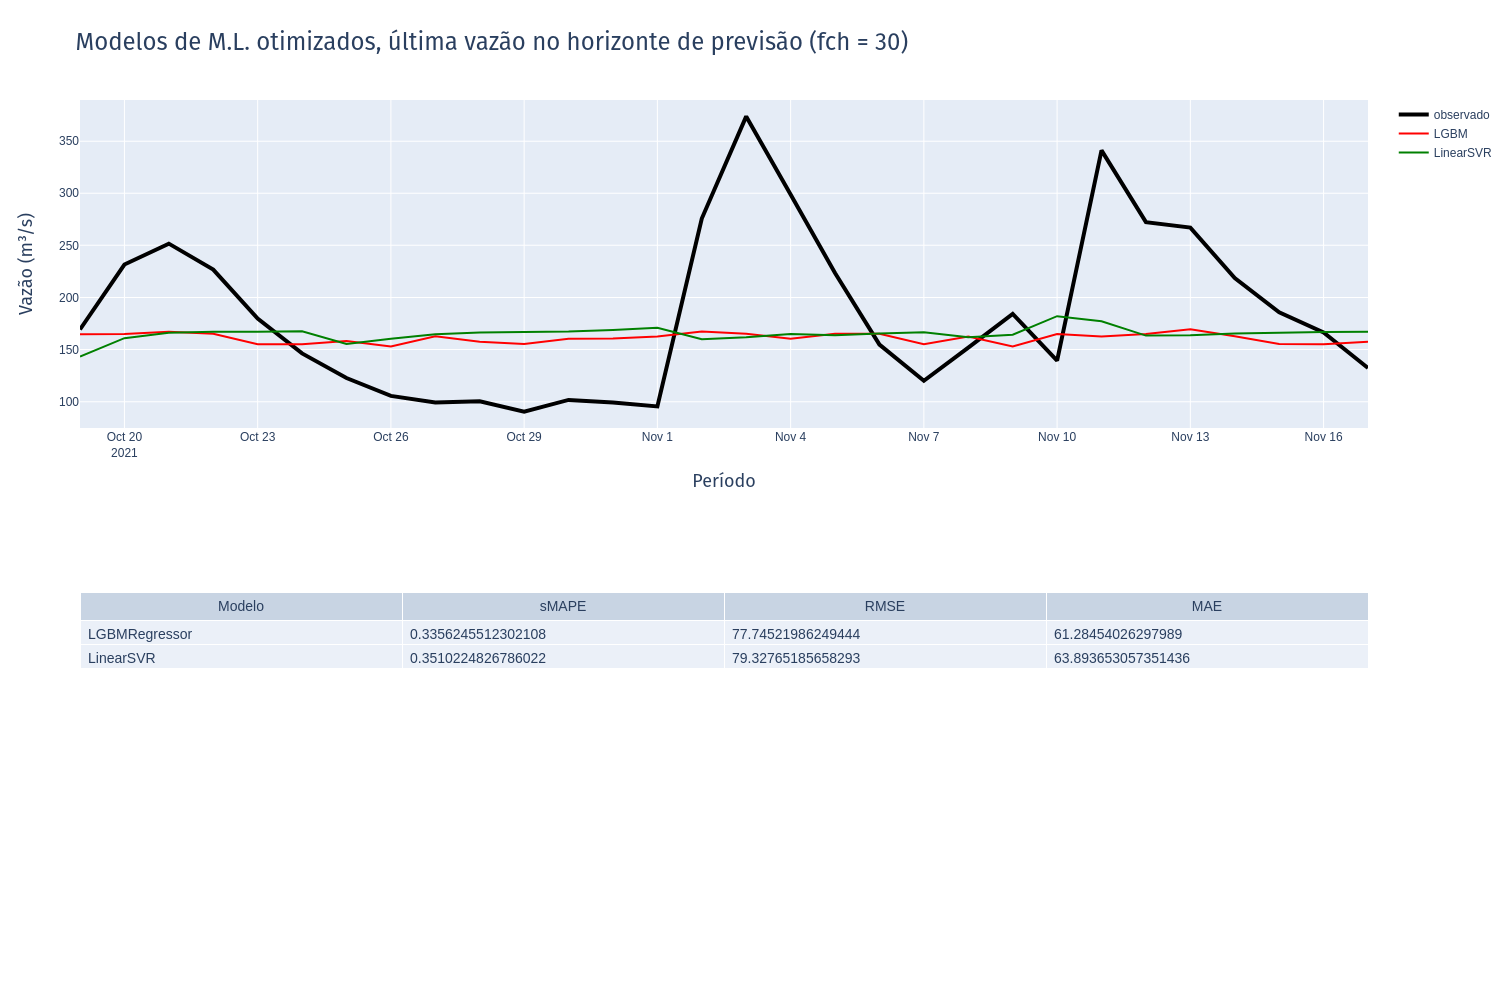 Modelos de M.L. otimizados, última vazão no horizonte de previsão (fch = 30)
observado
LGBM
LinearSVR
Vazão (m³/s)
350
300
250
200
150
100
Oct 20 Oct 23 Oct 26 Oct 29 Nov 1 Nov 4 Nov 7 Nov 10 Nov 13 Nov 16
2021
Período
Modelo sMAPE RMSE MAE
LGBMRegressor 0.3356245512302108 77.74521986249444 61.28454026297989
LinearSVR 0.3510224826786022 79.32765185658293 63.893653057351436